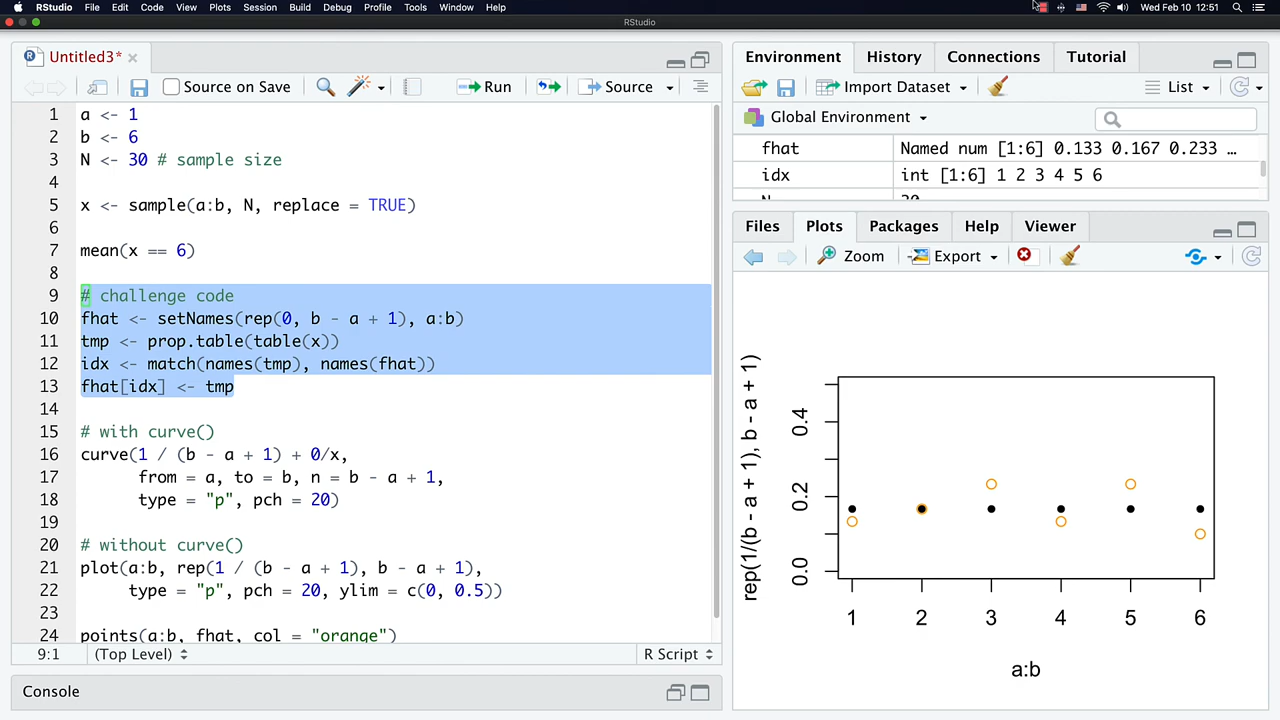 RStudio File Edit Code View Plots Session Build Debug Profile Tools Window Help Wed Feb 10 12:51
RStudio
Untitled3*
Source on Save Run Source
1 a <- 1
2 b <- 6
3 N <- 30 # sample size
4
5 x <- sample(a:b, N, replace = TRUE)
6
7 mean(x == 6)
8
9 # challenge code
10 fhat <- setNames(rep(0, b - a + 1), a:b)
11 tmp <- prop.table(table(x))
12 idx <- match(names(tmp), names(fhat))
13 fhat[idx] <- tmp
14
15 # with curve()
16 curve(1 / (b - a + 1) + 0/x,
17 from = a, to = b, n = b - a + 1,
18 type = "p", pch = 20)
19
20 # without curve()
21 plot(a:b, rep(1 / (b - a + 1), b - a + 1),
22 type = "p", pch = 20, ylim = c(0, 0.5))
23
24 points(a:b, fhat, col = "orange")
9:1 (Top Level) R Script
Console
Environment History Connections Tutorial
Import Dataset List
Global Environment
fhat Named num [1:6] 0.133 0.167 0.233 …
idx int [1:6] 1 2 3 4 5 6
N 30
Files Plots Packages Help Viewer
Zoom Export
rep(1/(b - a + 1), b - a + 1)
0.4
0.2
0.0
1 2 3 4 5 6
a:b